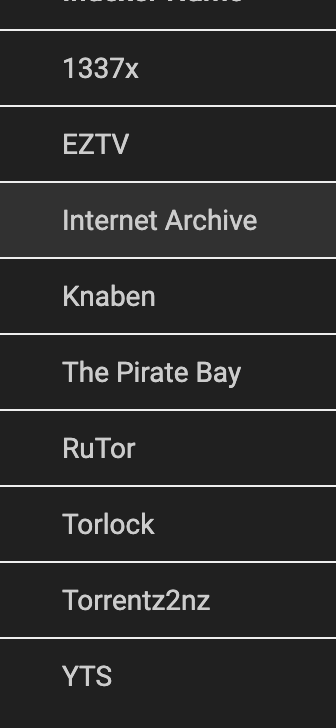 1337x
EZTV
Internet Archive
Knaben
The Pirate Bay
RuTor
Torlock
Torrentz2nz
YTS